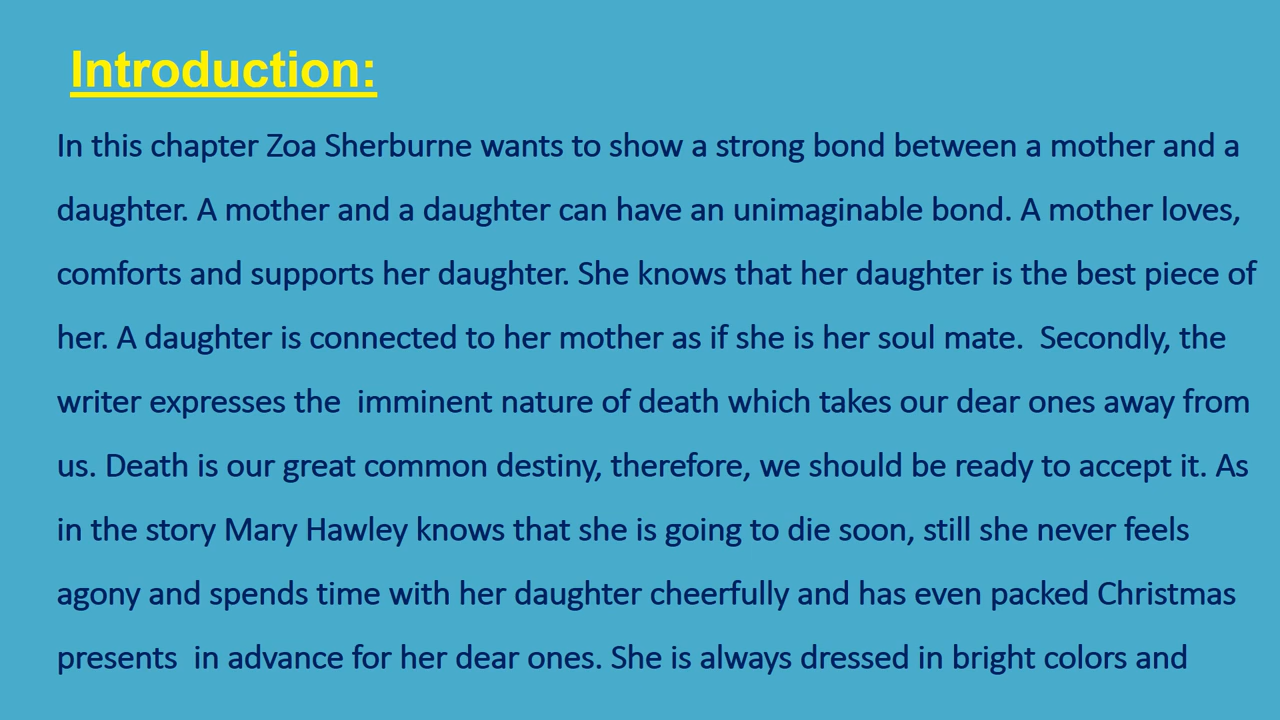 Introduction:
In this chapter Zoa Sherburne wants to show a strong bond between a mother and a
daughter. A mother and a daughter can have an unimaginable bond. A mother loves,
comforts and supports her daughter. She knows that her daughter is the best piece of
her. A daughter is connected to her mother as if she is her soul mate.  Secondly, the
writer expresses the  imminent nature of death which takes our dear ones away from
us. Death is our great common destiny, therefore, we should be ready to accept it. As
in the story Mary Hawley knows that she is going to die soon, still she never feels
agony and spends time with her daughter cheerfully and has even packed Christmas
presents  in advance for her dear ones. She is always dressed in bright colors and